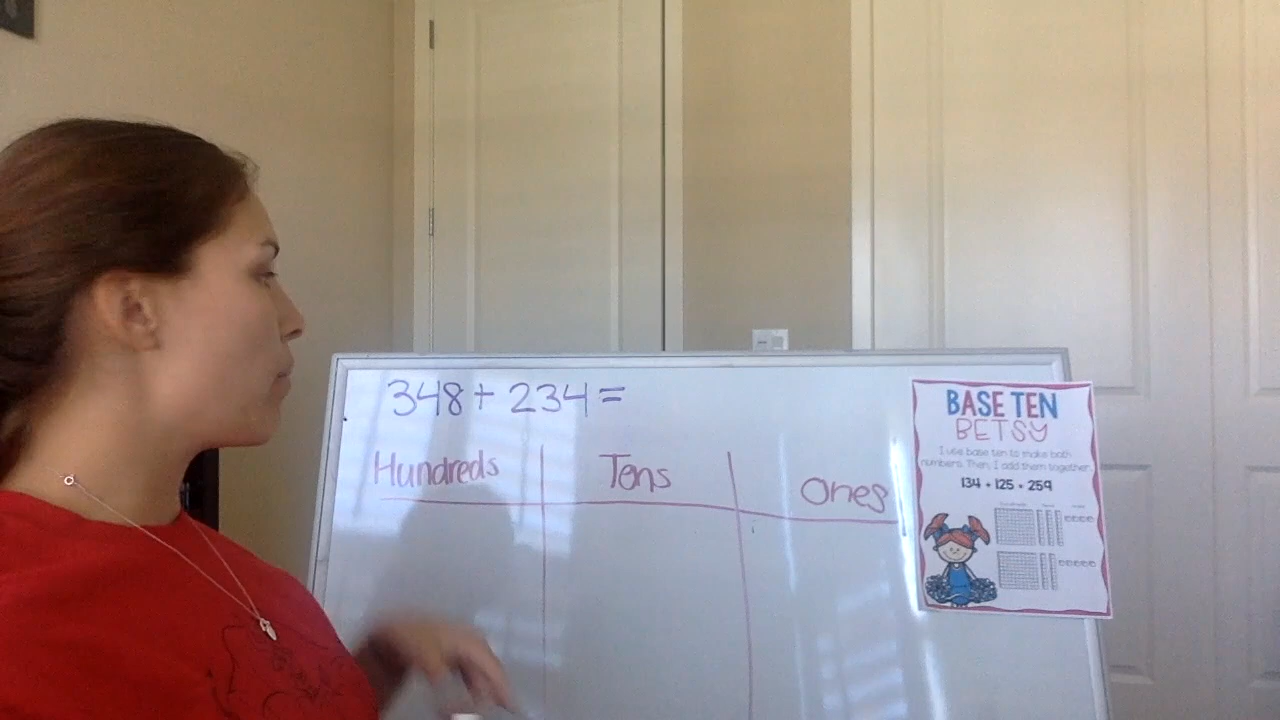 348 + 234 =
Hundreds Tens Ones
BASE TEN
BETSY
I use base ten to make both
numbers. Then, I add them together.
134 + 125 = 259